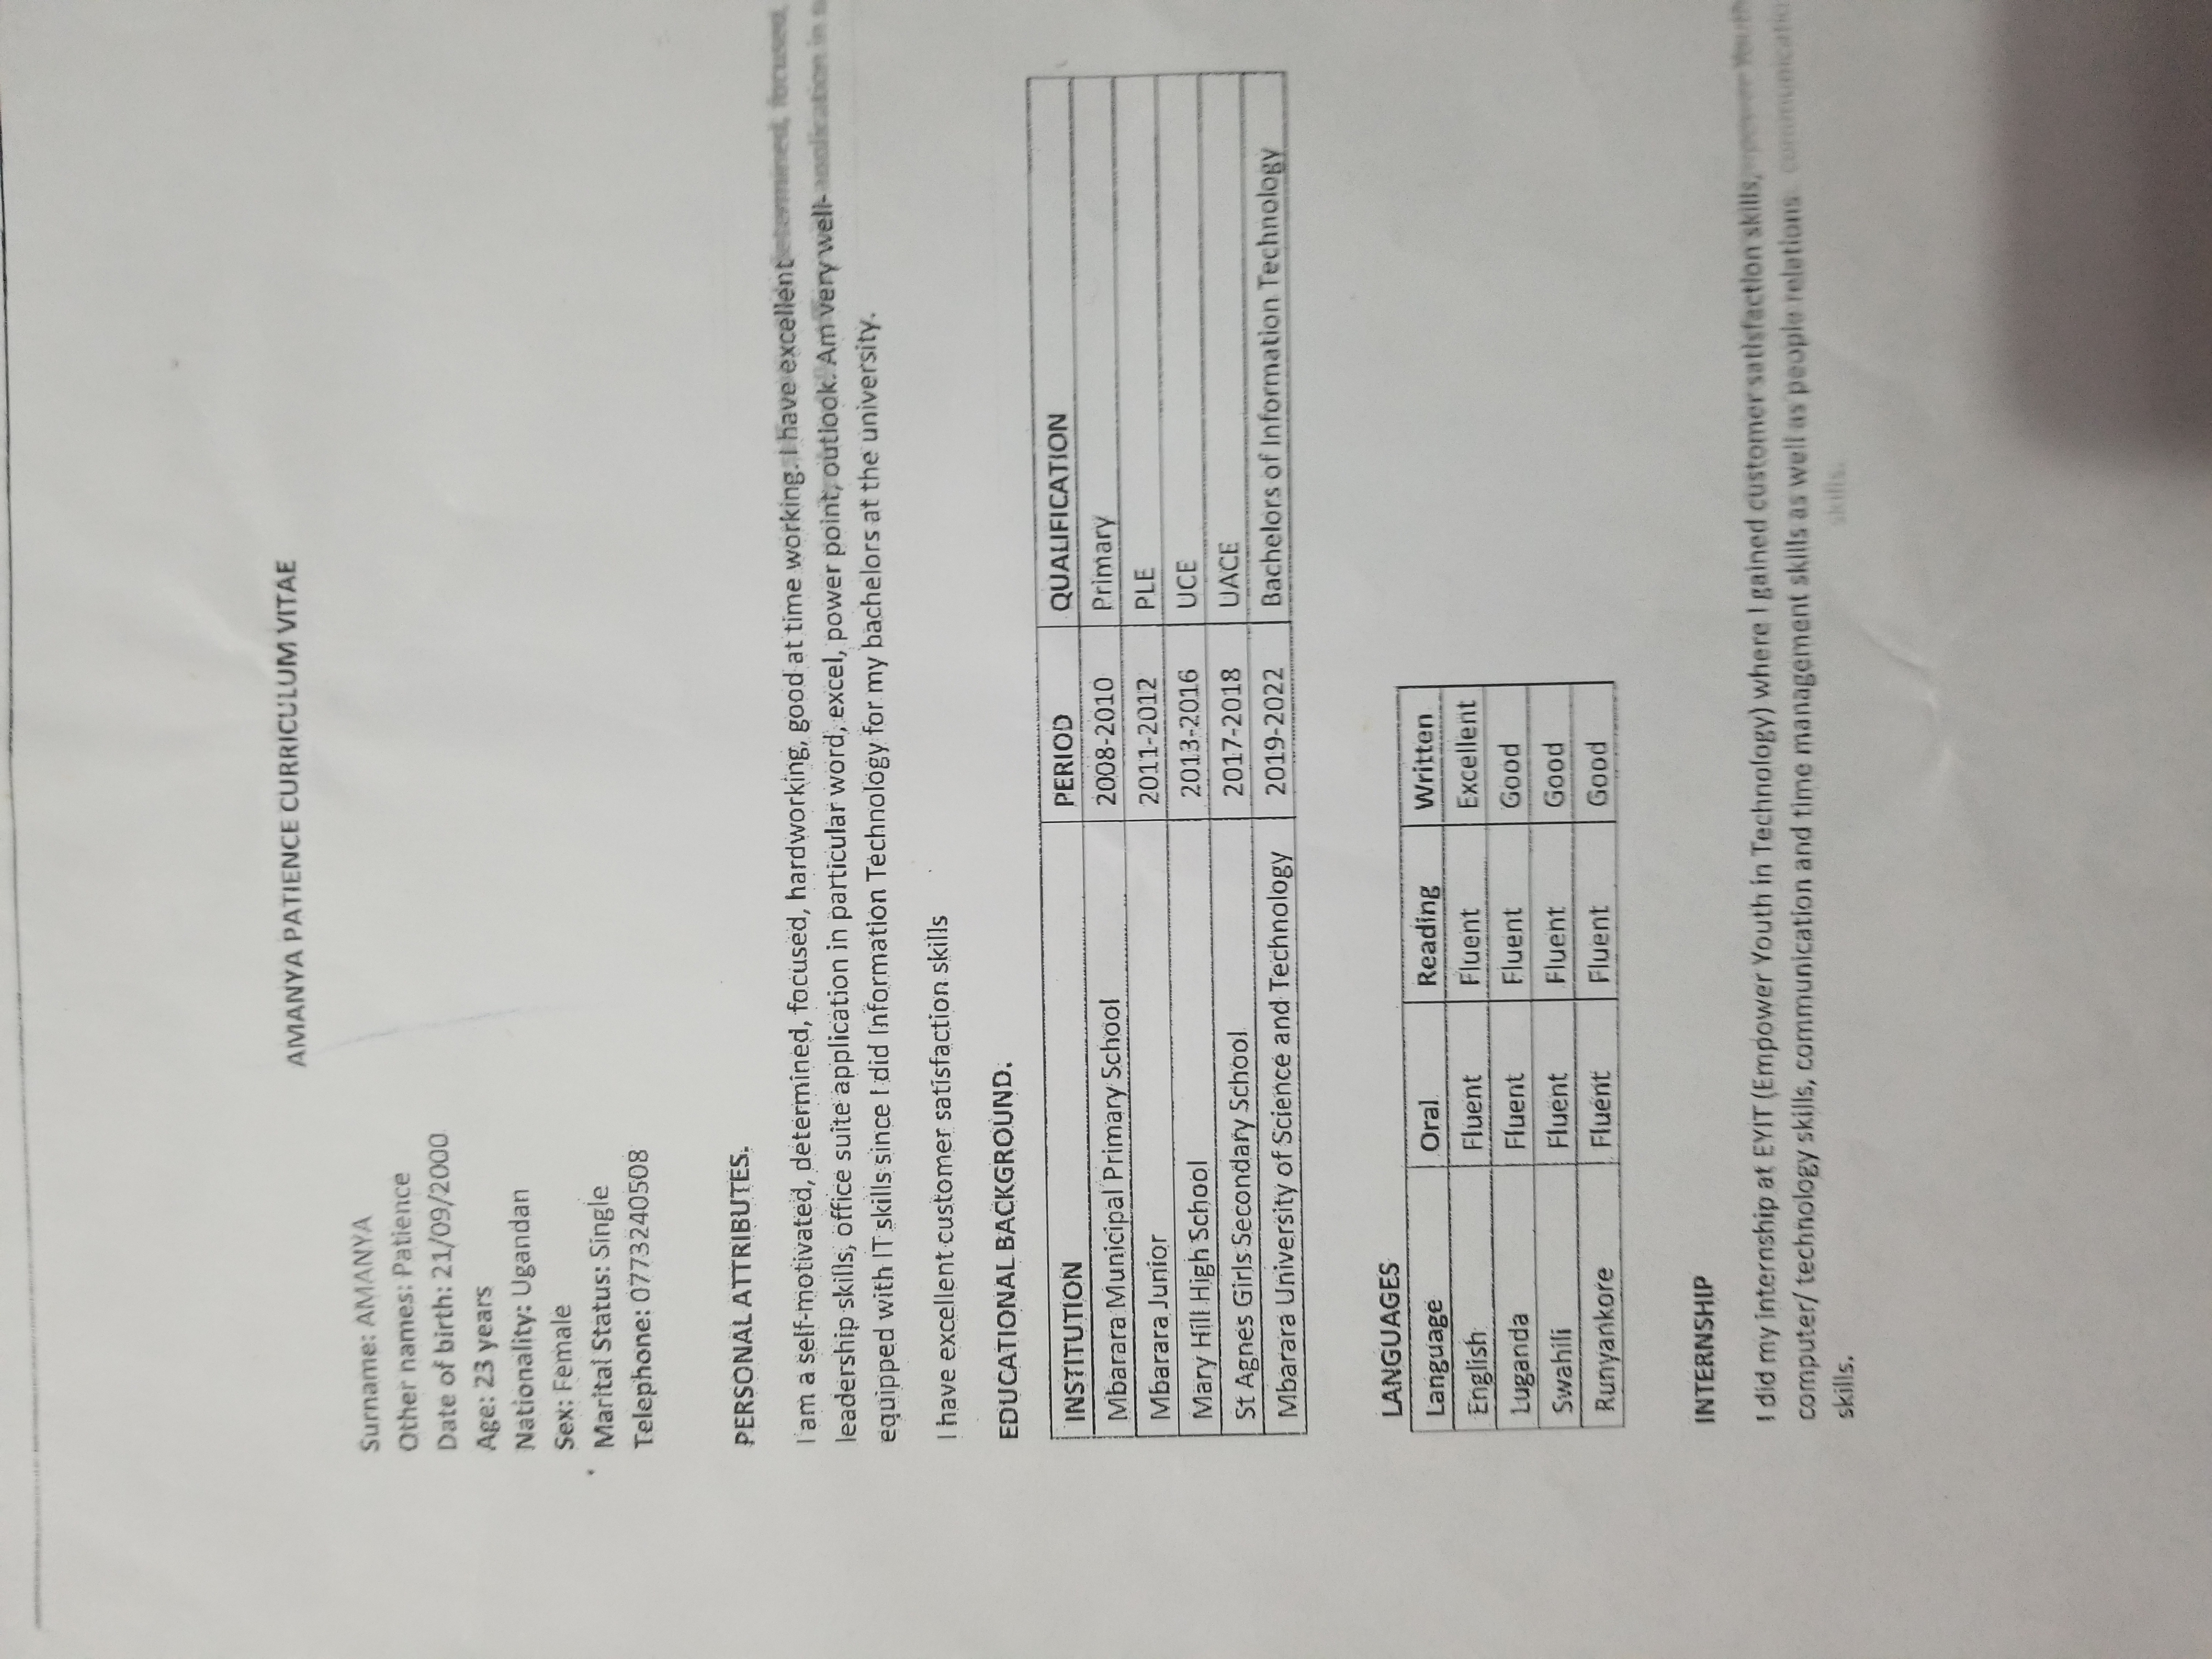 AMANYA PATIENCE CURRICULUM VITAE
Surname: AMANYA
Other names: Patience
Date of birth: 21/09/2000
Age: 23 years
Nationality: Ugandan
Sex: Female
Marital Status: Single
Telephone: 0773240508
PERSONAL ATTRIBUTES.
I am a self-motivated, determined, focused, hardworking, good at time working. I have excellent determined, focused,
leadership skills, office suite application in particular word, excel, power point, outlook. Am very well- application in
equipped with IT skills since I did Information Technology for my bachelors at the university.
I have excellent customer satisfaction skills
EDUCATIONAL BACKGROUND.
INSTITUTION PERIOD QUALIFICATION
Mbarara Municipal Primary School 2008-2010 Primary
Mbarara Junior 2011-2012 PLE
Mary Hill High School 2013-2016 UCE
St Agnes Girls Secondary School 2017-2018 UACE
Mbarara University of Science and Technology 2019-2022 Bachelors of Information Technology
LANGUAGES
Language Oral Reading Written
English Fluent Fluent Excellent
Luganda Fluent Fluent Good
Swahili Fluent Fluent Good
Runyankore Fluent Fluent Good
INTERNSHIP
I did my internship at EYIT (Empower Youth in Technology) where I gained customer satisfaction skills, Youth
computer/ technology skills, communication and time management skills as well as people relations
skills. skills.